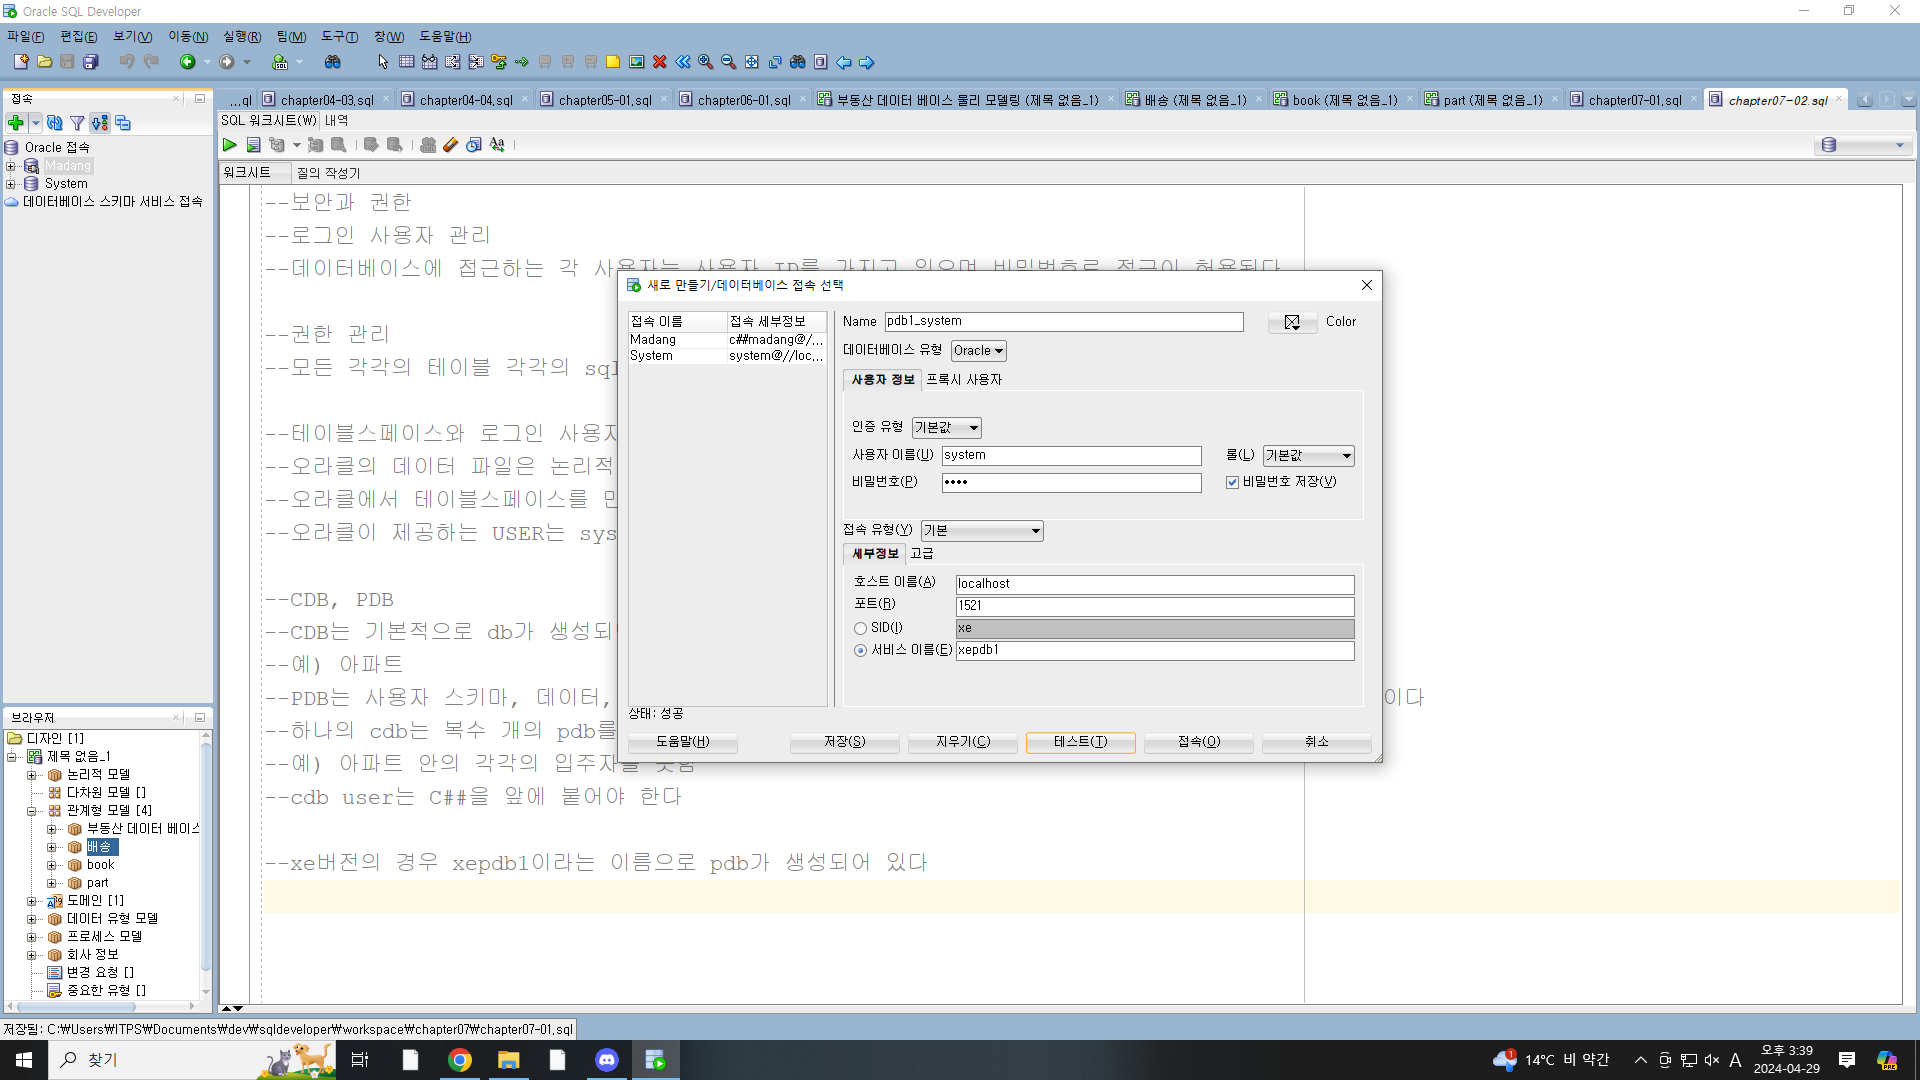 Oracle SQL Developer
파일(F) 편집(E) 보기(V) 이동(N) 실행(R) 팀(M) 도구(T) 창(W) 도움말(H)
접속
...ql chapter04-03.sql chapter04-04.sql chapter05-01.sql chapter06-01.sql 부동산 데이터 베이스 물리 모델링 (제목 없음_1) 배송 (제목 없음_1) book (제목 없음_1) part (제목 없음_1) chapter07-01.sql chapter07-02.sql
SQL 워크시트(W) 내역
Oracle 접속
Madang
System
데이터베이스 스키마 서비스 접속
워크시트 질의 작성기
--보안과 권한
--로그인 사용자 관리
--데이터베이스에 접근하는 각 사용자는 사용자 ID를 가지고 있으며 비밀번호로 접근이 허용된다
--권한 관리
--모든 각각의 테이블 각각의 sql
--테이블스페이스와 로그인 사용자
--오라클의 데이터 파일은 논리적
--오라클에서 테이블스페이스를 만
--오라클이 제공하는 USER는 sys
--CDB, PDB
--CDB는 기본적으로 db가 생성되
--예) 아파트
--PDB는 사용자 스키마, 데이터, 이다
--하나의 cdb는 복수 개의 pdb를
--예) 아파트 안의 각각의 입주자를 뜻함
--cdb user는 C##을 앞에 붙어야 한다
--xe버전의 경우 xepdb1이라는 이름으로 pdb가 생성되어 있다
새로 만들기/데이터베이스 접속 선택
접속 이름 접속 세부정보
Madang c##madang@/...
System system@//loc...
Name pdb1_system Color
데이터베이스 유형 Oracle
사용자 정보 프록시 사용자
인증 유형 기본값
사용자 이름(U) system 롤(L) 기본값
비밀번호(P) •••• 비밀번호 저장(V)
접속 유형(Y) 기본
세부정보 고급
호스트 이름(A) localhost
포트(R) 1521
SID(I) xe
서비스 이름(E) xepdb1
상태: 성공
도움말(H) 저장(S) 지우기(C) 테스트(T) 접속(O) 취소
브라우저
디자인 [1]
제목 없음_1
논리적 모델
다차원 모델 []
관계형 모델 [4]
부동산 데이터 베이스
배송
book
part
도메인 [1]
데이터 유형 모델
프로세스 모델
회사 정보
변경 요청 []
중요한 유형 []
저장됨: C:₩Users₩ITPS₩Documents₩dev₩sqldeveloper₩workspace₩chapter07₩chapter07-01.sql
찾기
1
14°C 비 약간
A
오후 3:39
2024-04-29
PRE